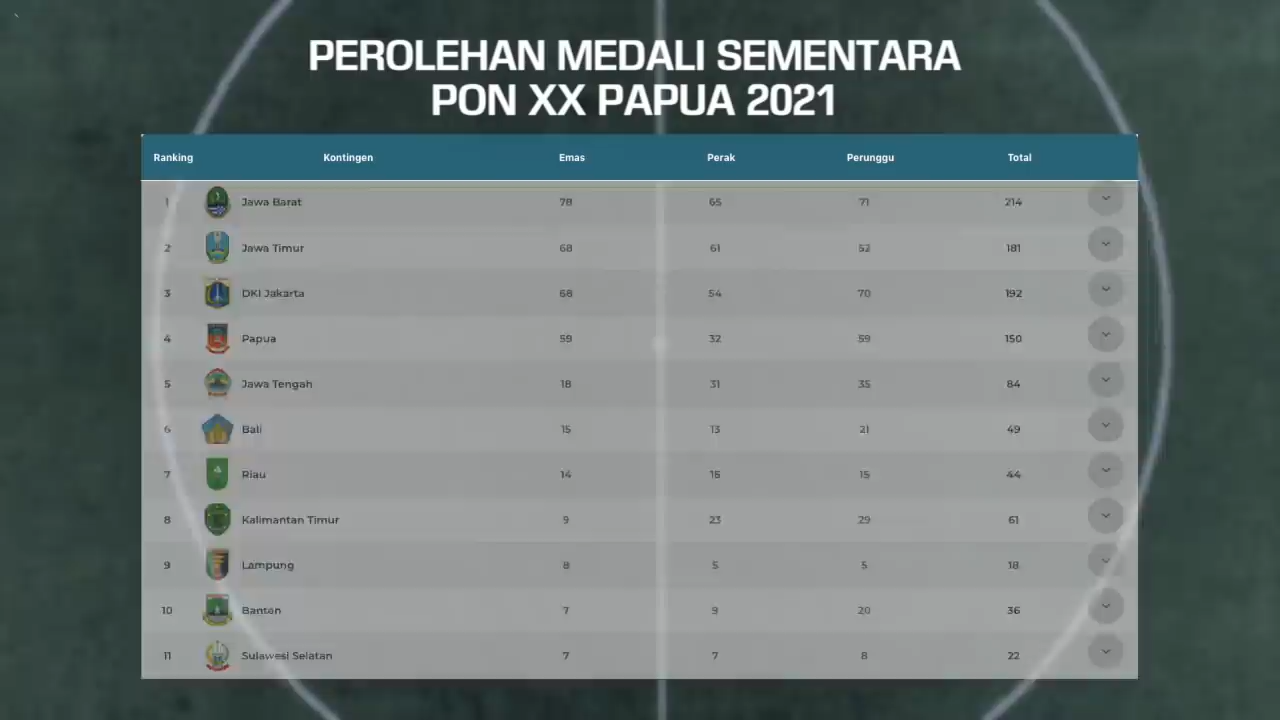 PEROLEHAN MEDALI SEMENTARA
PON XX PAPUA 2021
Ranking Kontingen Emas Perak Perunggu Total
1 Jawa Barat 78 65 71 214
2 Jawa Timur 68 61 52 181
3 DKI Jakarta 68 54 70 192
4 Papua 59 32 59 150
5 Jawa Tengah 18 31 35 84
6 Bali 15 13 21 49
7 Riau 14 15 15 44
8 Kalimantan Timur 9 23 29 61
9 Lampung 8 5 5 18
10 Banten 7 9 20 36
11 Sulawesi Selatan 7 7 8 22